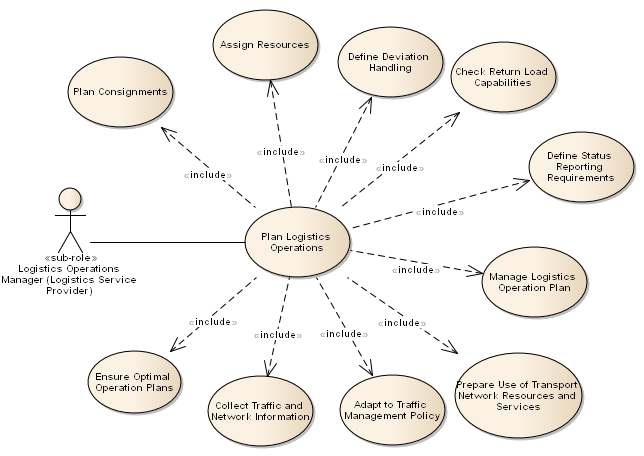 Assign Resources
Define Deviation
Handling
Check Return Load
Capabilities
Plan Consignments
«include»
«include»
«include»
«include»
Define Status
Reporting
Requirements
«include»
Plan Logistics
Operations
«sub-role»
Logistics Operations
Manager (Logistics Service
Provider)
«include»
Manage Logistics
Operation Plan
«include»
«include»
«include»
«include»
Ensure Optimal
Operation Plans
Collect Traffic and
Network Information
Adapt to Traffic
Management Policy
Prepare Use of Transport
Network Resources and
Services